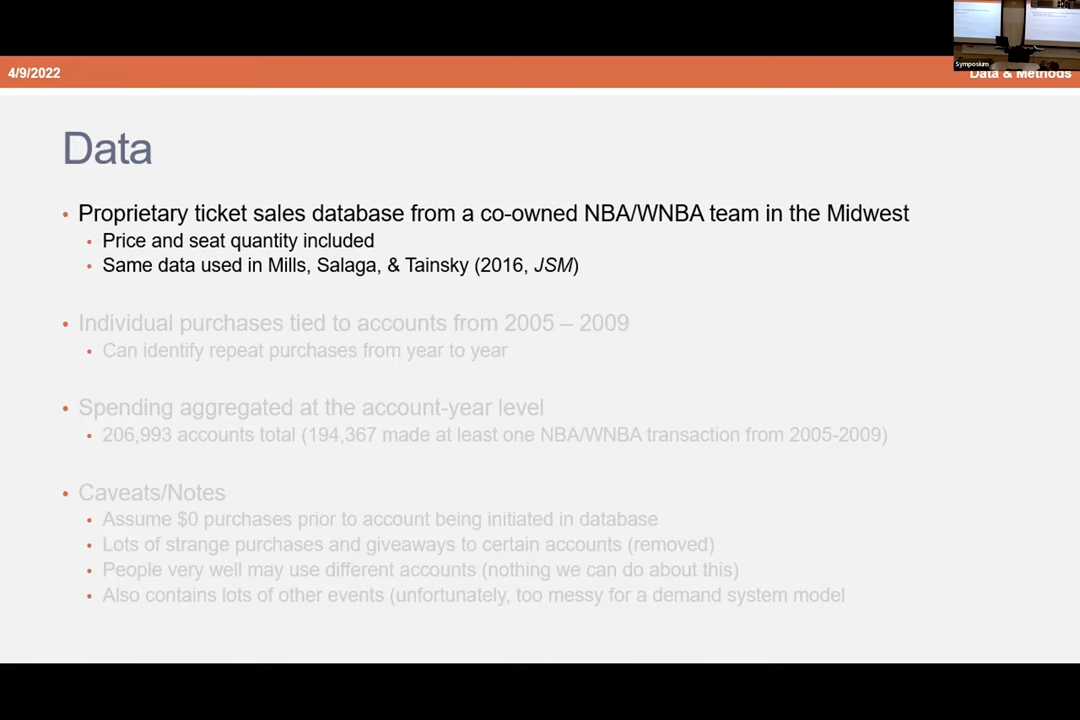 4/9/2022
Symposium
Data & Methods
Data
• Proprietary ticket sales database from a co-owned NBA/WNBA team in the Midwest
• Price and seat quantity included
• Same data used in Mills, Salaga, & Tainsky (2016, JSM)
• Individual purchases tied to accounts from 2005 – 2009
• Can identify repeat purchases from year to year
• Spending aggregated at the account-year level
• 206,993 accounts total (194,367 made at least one NBA/WNBA transaction from 2005-2009)
• Caveats/Notes
• Assume $0 purchases prior to account being initiated in database
• Lots of strange purchases and giveaways to certain accounts (removed)
• People very well may use different accounts (nothing we can do about this)
• Also contains lots of other events (unfortunately, too messy for a demand system model